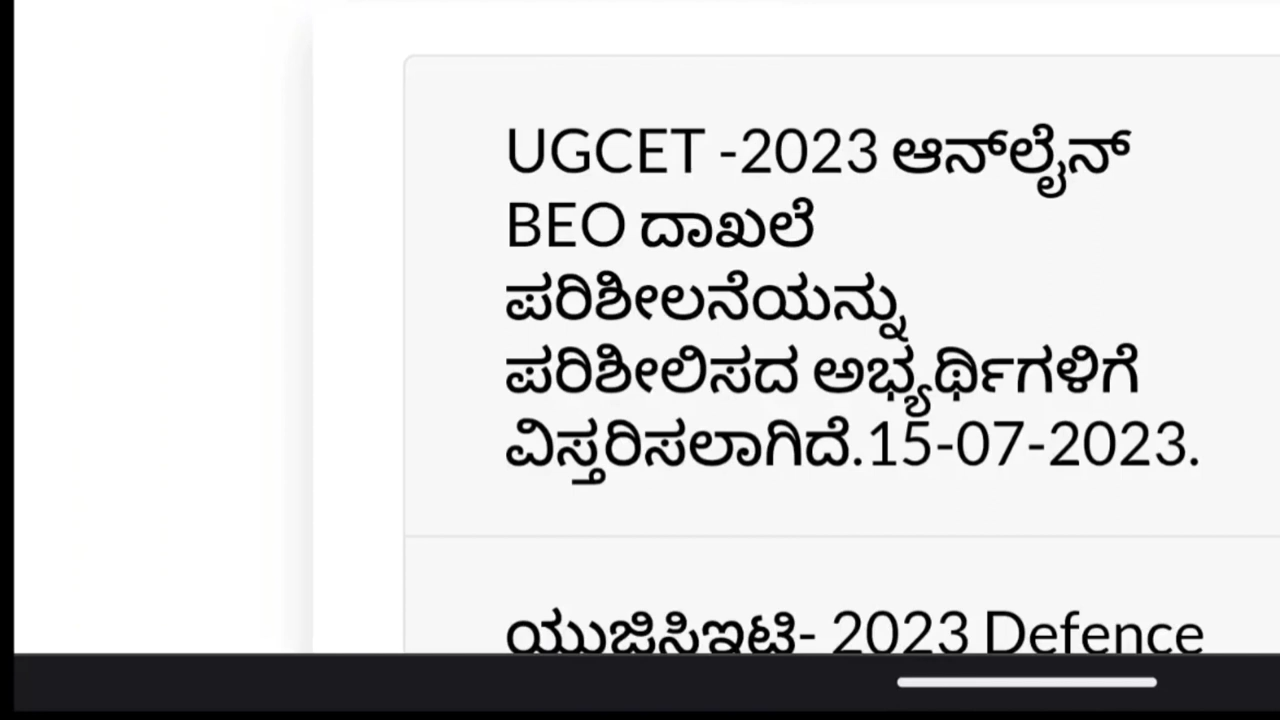 UGCET -2023 ಆನ್‌ಲೈನ್
BEO ದಾಖಲೆ
ಪರಿಶೀಲನೆಯನ್ನು
ಪರಿಶೀಲಿಸದ ಅಭ್ಯರ್ಥಿಗಳಿಗೆ
ವಿಸ್ತರಿಸಲಾಗಿದೆ.15-07-2023.
ಯುಜಿಸಿಇಟಿ- 2023 Defence